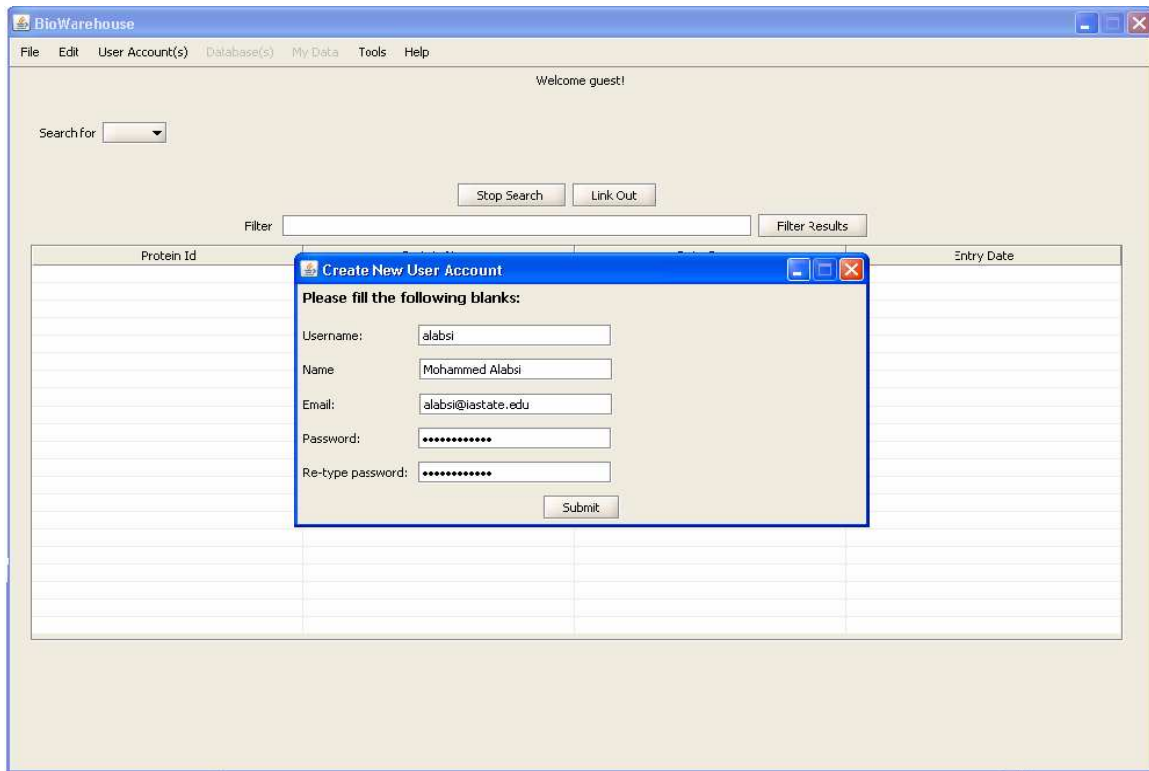 BioWarehouse
File Edit User Account(s) Database(s) My Data Tools Help
Welcome guest!
Search for
Stop Search Link Out
Filter Filter Results
Protein Id Entry Date
Create New User Account
Please fill the following blanks:
Username: alabsi
Name Mohammed Alabsi
Email: alabsi@iastate.edu
Password: ••••••••••••
Re-type password: ••••••••••••
Submit